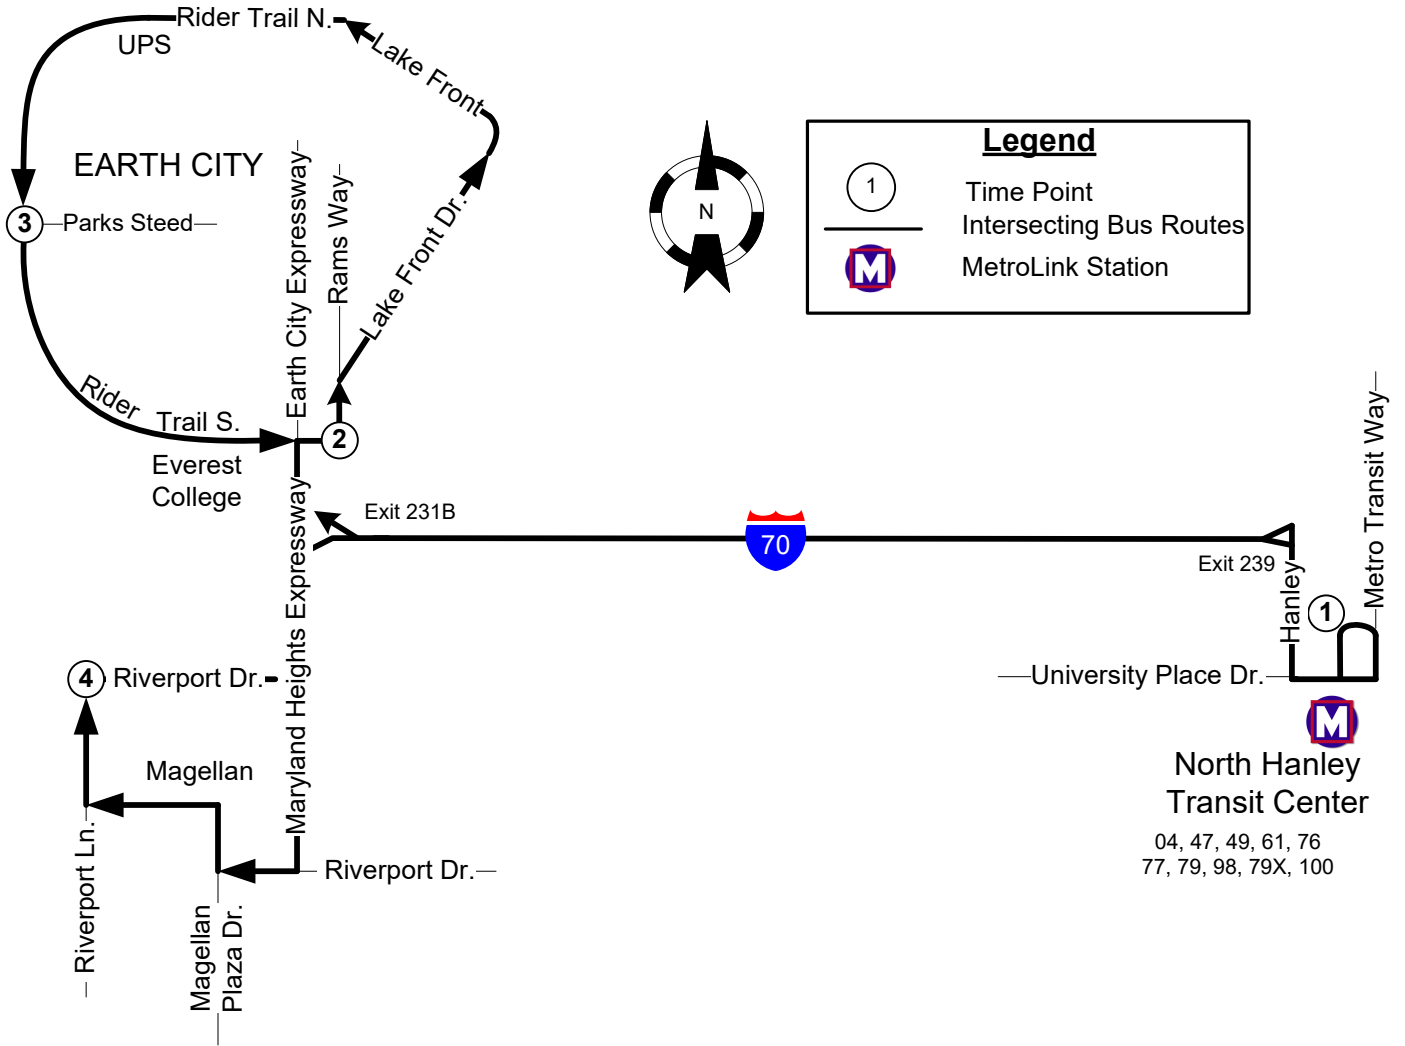 Rider Trail N.
UPS
Lake Front
EARTH CITY
3
Parks Steed
Earth City Expressway
Rams Way
Lake Front Dr.
N
Legend
1
Time Point
Intersecting Bus Routes
M
MetroLink Station
Rider
Trail S.
2
Everest
College
Maryland Heights Expressway
Exit 231B
70
Exit 239
Hanley
1
Metro Transit Way
University Place Dr.
M
North Hanley
Transit Center
04, 47, 49, 61, 76
77, 79, 98, 79X, 100
4
Riverport Dr.
Magellan
Riverport Ln.
Riverport Dr.
Magellan
Plaza Dr.